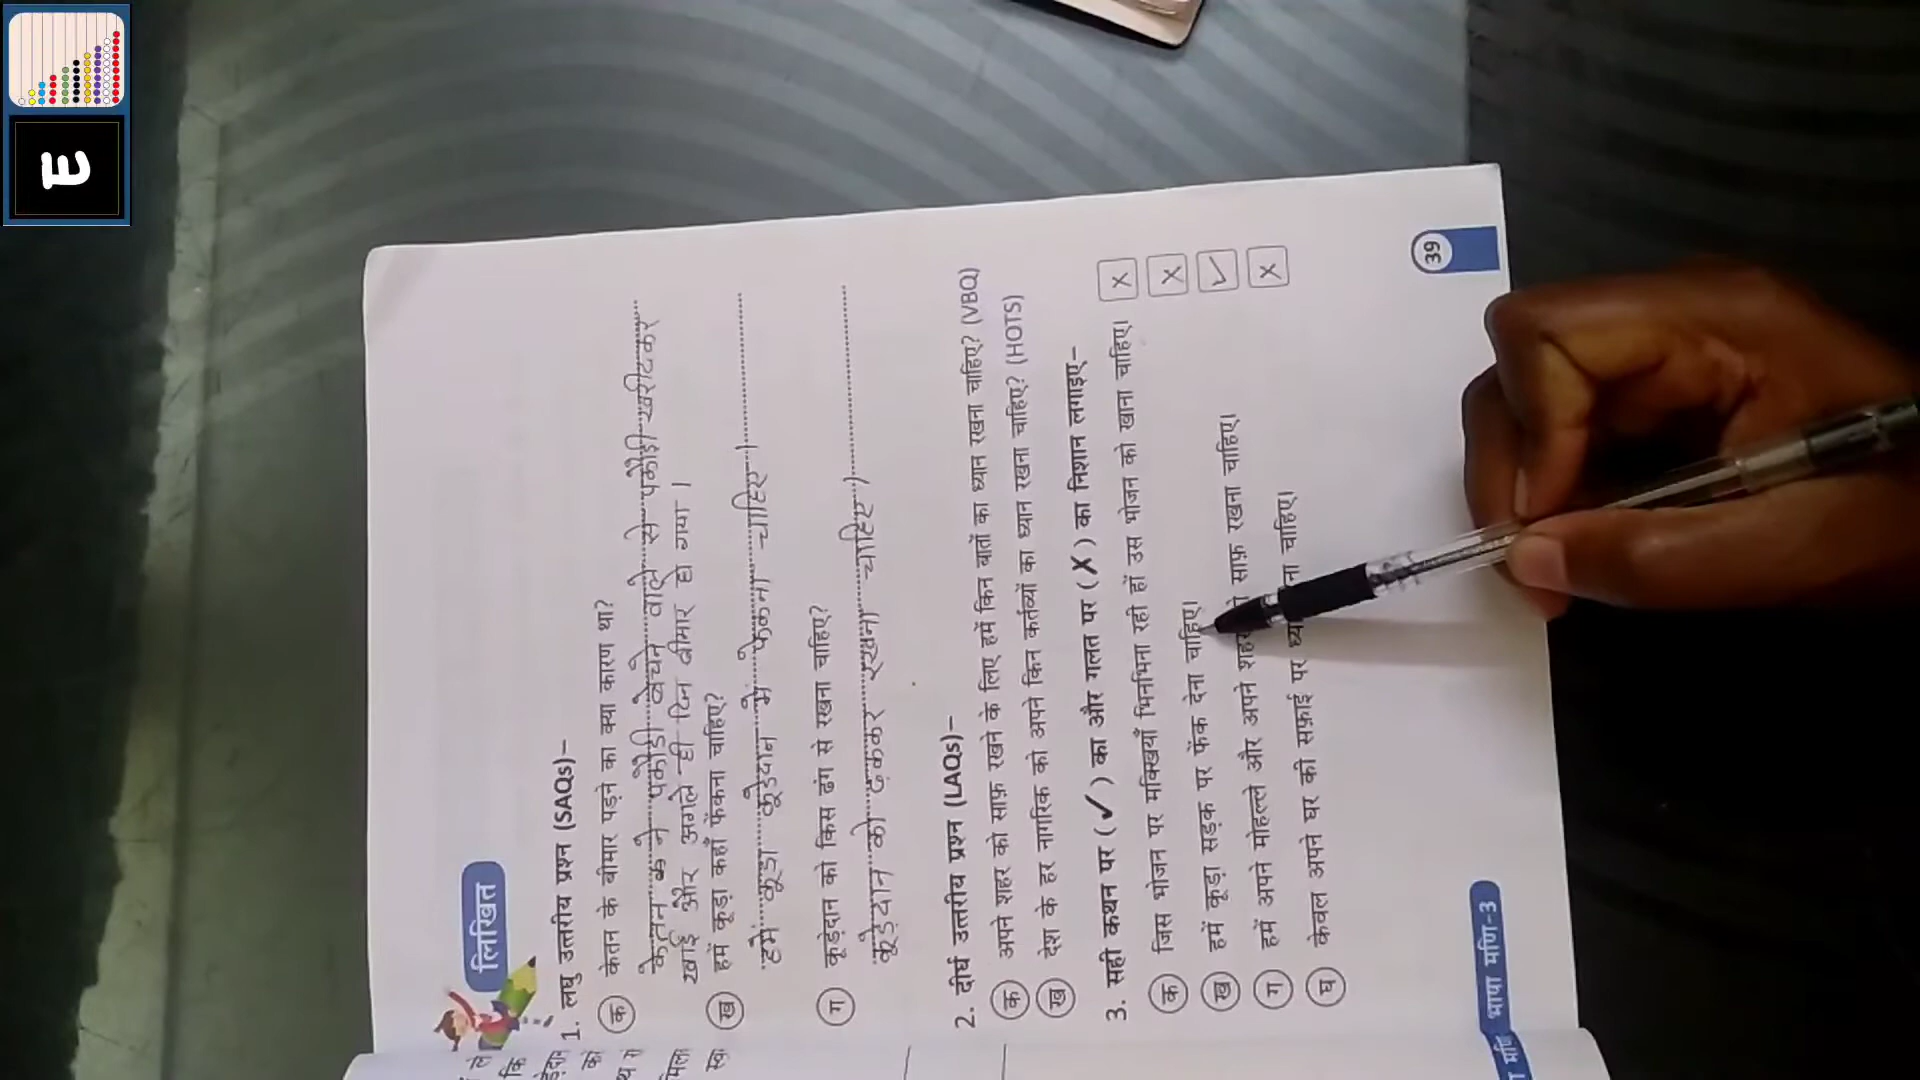 लिखित
1. लघु उत्तरीय प्रश्न (SAQs)–
क केतन के बीमार पड़ने का क्या कारण था?
केतन के ने पकौड़ी बेचने वाले से पकौड़ी खरीदकर
खाई और अगले ही दिन बीमार हो गया ।
ख हमें कूड़ा कहाँ फेंकना चाहिए?
हमें कूड़ा कूड़ेदान में फेकना चाहिए ।
ग कूड़ेदान को किस ढंग से रखना चाहिए?
कूड़ेदान को ढ़ककर रखना चाहिए ।
2. दीर्घ उत्तरीय प्रश्न (LAQs)–
क अपने शहर को साफ़ रखने के लिए हमें किन बातों का ध्यान रखना चाहिए? (VBQ)
ख देश के हर नागरिक को अपने किन कर्तव्यों का ध्यान रखना चाहिए? (HOTS)
3. सही कथन पर (✓) का और गलत पर (✗) का निशान लगाइए–
क जिस भोजन पर मक्खियाँ भिनभिना रही हों उस भोजन को खाना चाहिए। ✗
ख हमें कूड़ा सड़क पर फेंक देना चाहिए। ✗
ग हमें अपने मोहल्ले और अपने साफ़ रखना चाहिए। ✓
घ केवल अपने घर की सफ़ाई पर चाहिए। ✗
भाषा मणि-3
39